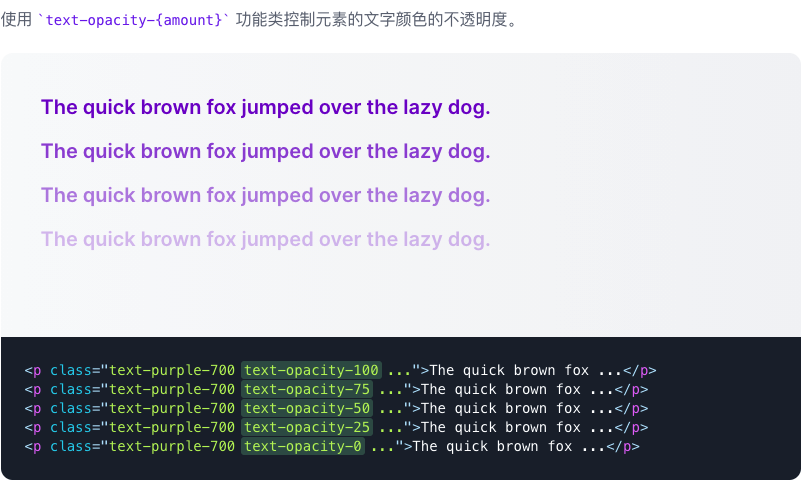 使用 `text-opacity-{amount}` 功能类控制元素的文字颜色的不透明度。
The quick brown fox jumped over the lazy dog.
The quick brown fox jumped over the lazy dog.
The quick brown fox jumped over the lazy dog.
The quick brown fox jumped over the lazy dog.
<p class="text-purple-700 text-opacity-100 ...">The quick brown fox ...</p>
<p class="text-purple-700 text-opacity-75 ...">The quick brown fox ...</p>
<p class="text-purple-700 text-opacity-50 ...">The quick brown fox ...</p>
<p class="text-purple-700 text-opacity-25 ...">The quick brown fox ...</p>
<p class="text-purple-700 text-opacity-0 ...">The quick brown fox ...</p>